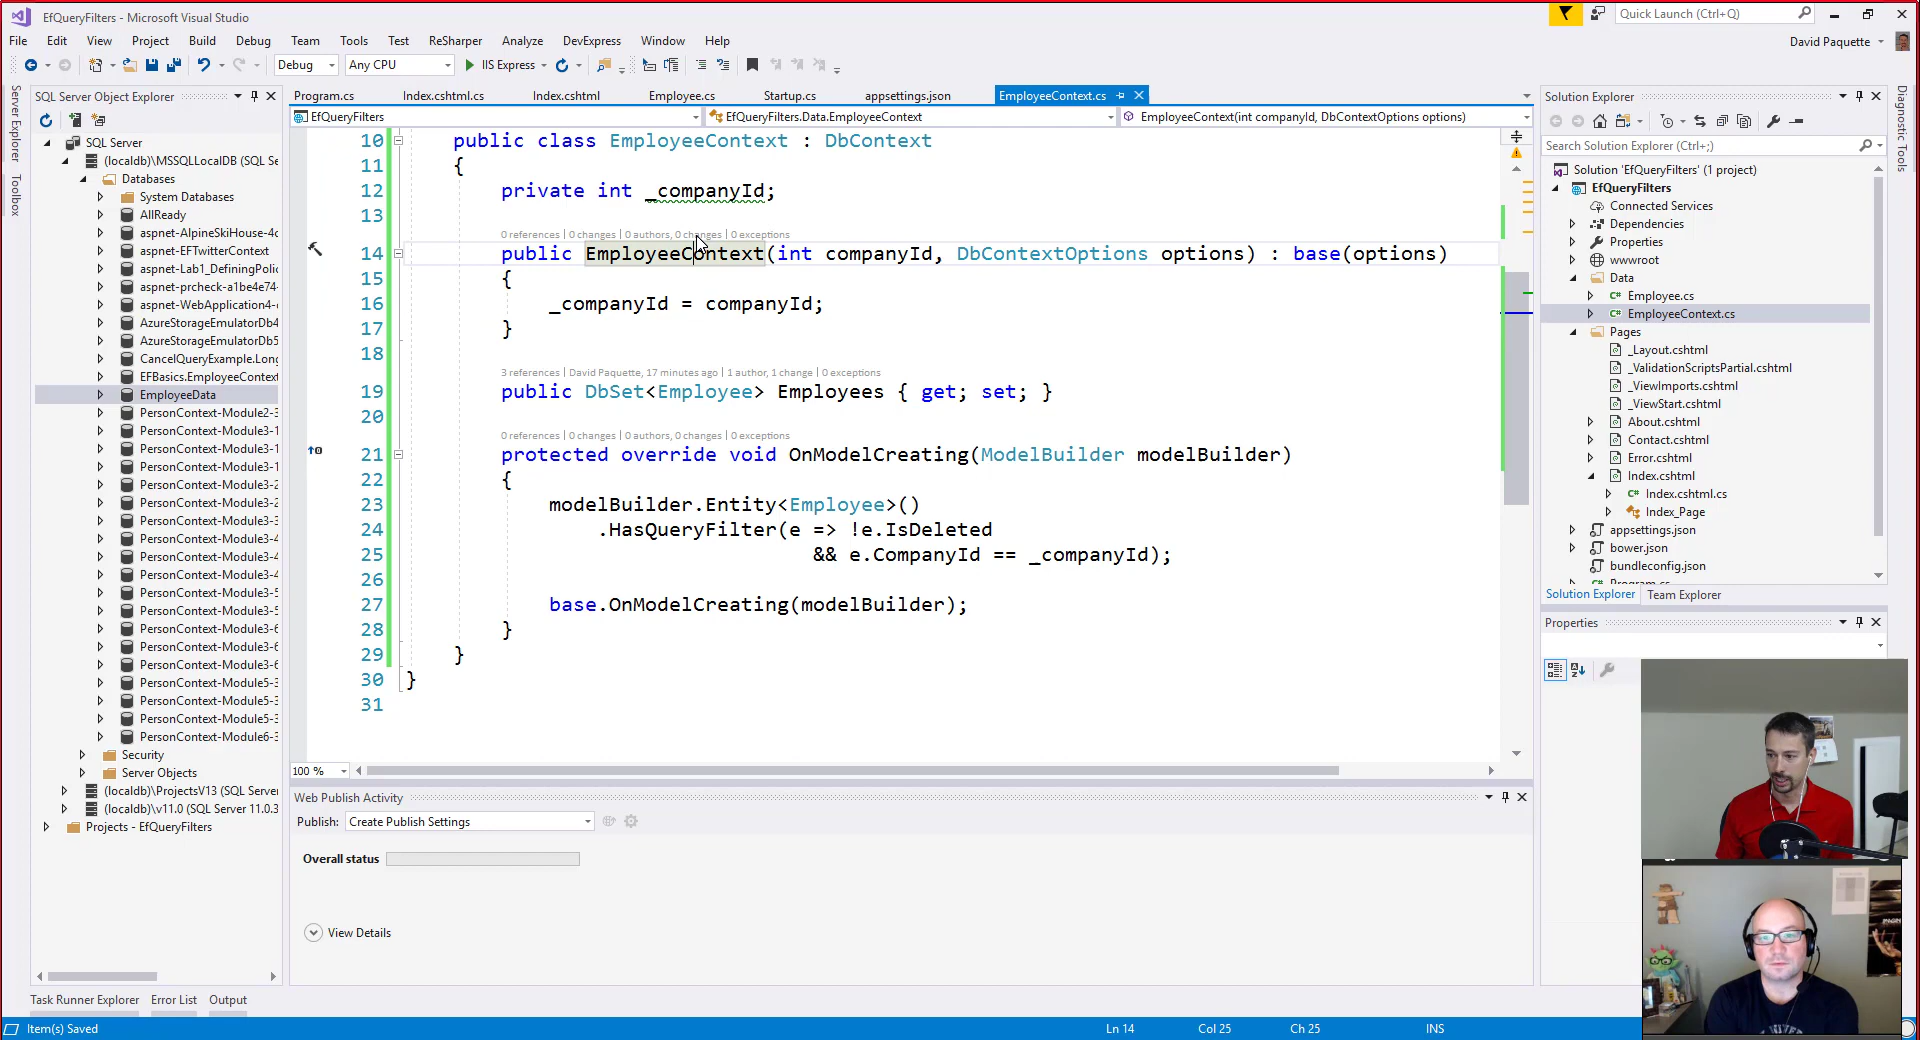 EfQueryFilters - Microsoft Visual Studio
Quick Launch (Ctrl+Q)
File Edit View Project Build Debug Team Tools Test ReSharper Analyze DevExpress Window Help
David Paquette
Debug Any CPU IIS Express
Server Explorer
Toolbox
SQL Server Object Explorer
SQL Server
(localdb)\MSSQLLocalDB (SQL Se
Databases
System Databases
AllReady
aspnet-AlpineSkiHouse-4c
aspnet-EFTwitterContext
aspnet-Lab1_DefiningPolic
aspnet-prcheck-a1be4e74-
aspnet-WebApplication4-c
AzureStorageEmulatorDb4
AzureStorageEmulatorDb5
CancelQueryExample.Long
EFBasics.EmployeeContext
EmployeeData
PersonContext-Module2-3
PersonContext-Module3-1
PersonContext-Module3-1
PersonContext-Module3-1
PersonContext-Module3-2
PersonContext-Module3-2
PersonContext-Module3-3
PersonContext-Module3-4
PersonContext-Module3-4
PersonContext-Module3-4
PersonContext-Module3-5
PersonContext-Module3-5
PersonContext-Module3-6
PersonContext-Module3-6
PersonContext-Module3-6
PersonContext-Module5-3
PersonContext-Module5-3
PersonContext-Module5-3
PersonContext-Module6-3
Security
Server Objects
(localdb)\ProjectsV13 (SQL Server
(localdb)\v11.0 (SQL Server 11.0.3
Projects - EfQueryFilters
Program.cs Index.cshtml.cs Index.cshtml Employee.cs Startup.cs appsettings.json EmployeeContext.cs
EfQueryFilters EfQueryFilters.Data.EmployeeContext EmployeeContext(int companyId, DbContextOptions options)
10 public class EmployeeContext : DbContext
11 {
12 private int _companyId;
13
0 references | 0 changes | 0 authors, 0 changes | 0 exceptions
14 public EmployeeContext(int companyId, DbContextOptions options) : base(options)
15 {
16 _companyId = companyId;
17 }
18
3 references | David Paquette, 17 minutes ago | 1 author, 1 change | 0 exceptions
19 public DbSet<Employee> Employees { get; set; }
20
0 references | 0 changes | 0 authors, 0 changes | 0 exceptions
21 protected override void OnModelCreating(ModelBuilder modelBuilder)
22 {
23 modelBuilder.Entity<Employee>()
24 .HasQueryFilter(e => !e.IsDeleted
25 && e.CompanyId == _companyId);
26
27 base.OnModelCreating(modelBuilder);
28 }
29 }
30 }
31
100 %
Web Publish Activity
Publish: Create Publish Settings
Overall status
View Details
Solution Explorer
Search Solution Explorer (Ctrl+;)
Solution 'EfQueryFilters' (1 project)
EfQueryFilters
Connected Services
Dependencies
Properties
wwwroot
Data
Employee.cs
EmployeeContext.cs
Pages
_Layout.cshtml
_ValidationScriptsPartial.cshtml
_ViewImports.cshtml
_ViewStart.cshtml
About.cshtml
Contact.cshtml
Error.cshtml
Index.cshtml
Index.cshtml.cs
Index_Page
appsettings.json
bower.json
bundleconfig.json
Program.cs
Solution Explorer Team Explorer
Properties
Diagnostic Tools
Task Runner Explorer Error List Output
Item(s) Saved Ln 14 Col 25 Ch 25 INS